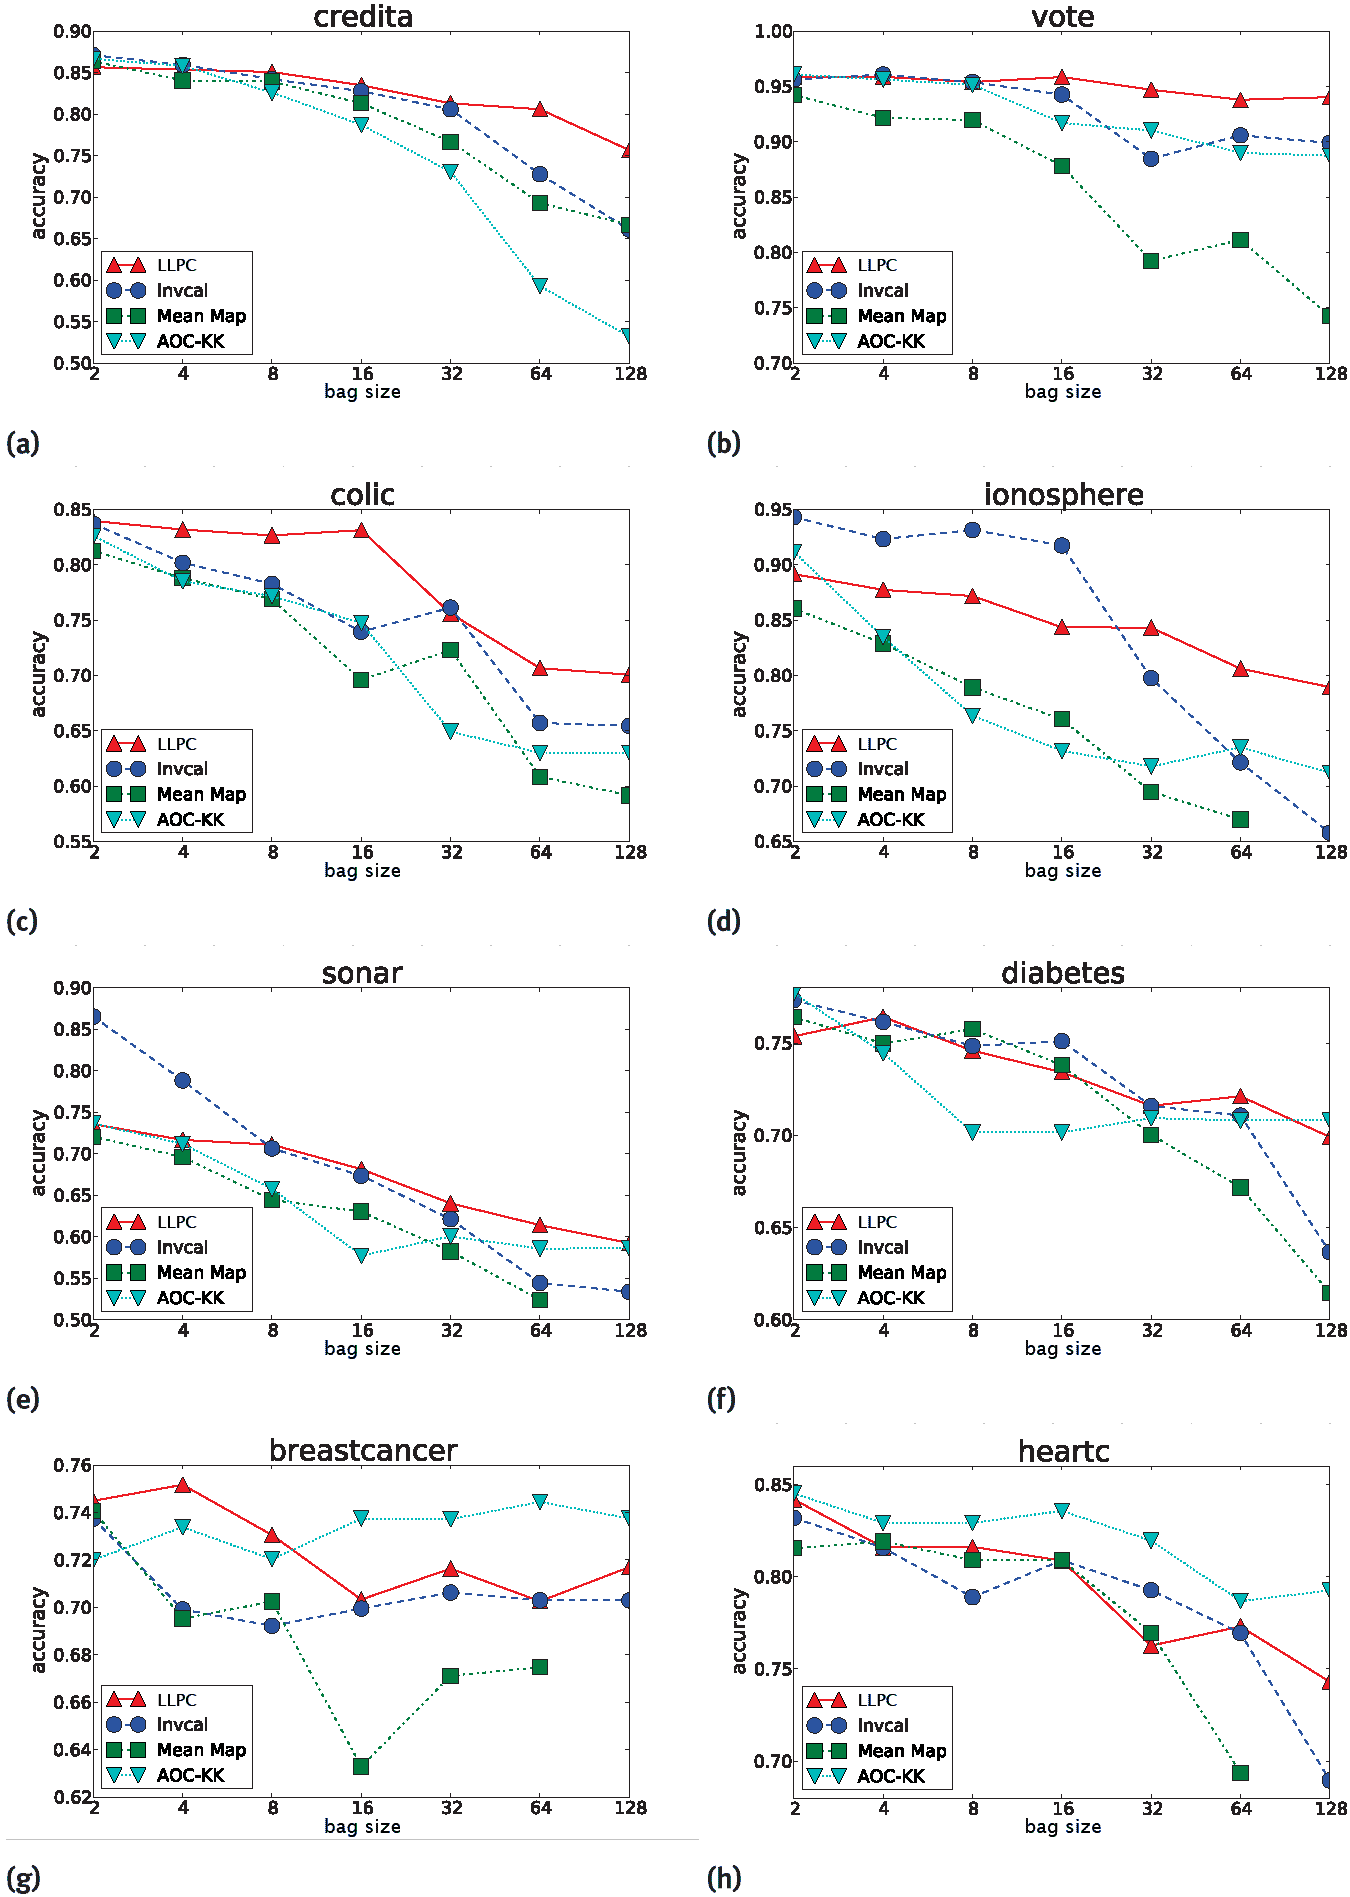 credita
0.90
0.85
0.80
0.75
0.70
0.65
0.60
0.55
0.50
accuracy
LLPC
Invcal
Mean Map
AOC-KK
2 4 8 16 32 64 128
bag size
(a)
vote
1.00
0.95
0.90
0.85
0.80
0.75
0.70
accuracy
LLPC
Invcal
Mean Map
AOC-KK
2 4 8 16 32 64 128
bag size
(b)
colic
0.85
0.80
0.75
0.70
0.65
0.60
0.55
accuracy
LLPC
Invcal
Mean Map
AOC-KK
2 4 8 16 32 64 128
bag size
(c)
ionosphere
0.95
0.90
0.85
0.80
0.75
0.70
0.65
accuracy
LLPC
Invcal
Mean Map
AOC-KK
2 4 8 16 32 64 128
bag size
(d)
sonar
0.90
0.85
0.80
0.75
0.70
0.65
0.60
0.55
0.50
accuracy
LLPC
Invcal
Mean Map
AOC-KK
2 4 8 16 32 64 128
bag size
(e)
diabetes
0.75
0.70
0.65
0.60
accuracy
LLPC
Invcal
Mean Map
AOC-KK
2 4 8 16 32 64 128
bag size
(f)
breastcancer
0.76
0.74
0.72
0.70
0.68
0.66
0.64
0.62
accuracy
LLPC
Invcal
Mean Map
AOC-KK
2 4 8 16 32 64 128
bag size
(g)
heartc
0.85
0.80
0.75
0.70
accuracy
LLPC
Invcal
Mean Map
AOC-KK
2 4 8 16 32 64 128
bag size
(h)